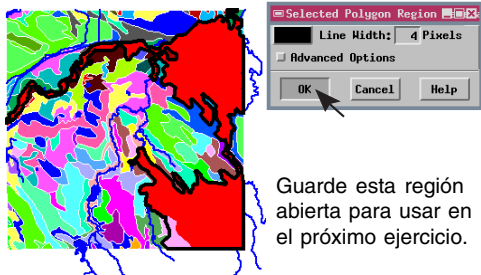 Selected Polygon Region
Line Width: 4 Pixels
Advanced Options
OK Cancel Help
Guarde esta región
abierta para usar en
el próximo ejercicio.